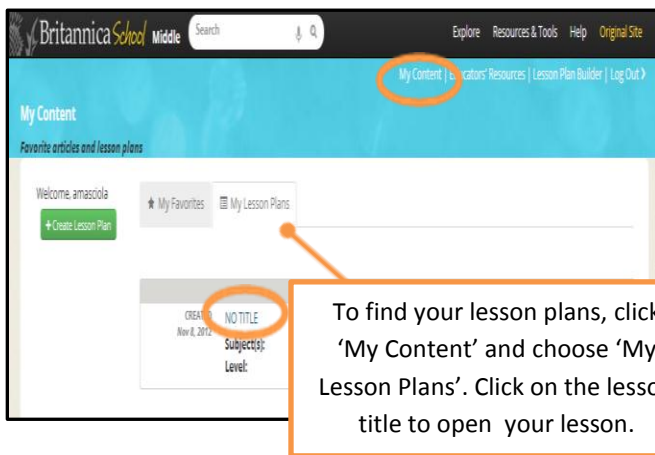 Britannica School Middle Search Explore Resources & Tools Help Original Site
My Content | Educators' Resources | Lesson Plan Builder | Log Out >
My Content
Favorite articles and lesson plans
Welcome, amasciola
+Create Lesson Plan
My Favorites My Lesson Plans
CREATED NO TITLE
Nov 8, 2012
Subject(s):
Level:
To find your lesson plans, click
‘My Content’ and choose ‘My
Lesson Plans’. Click on the lesso
title to open your lesson.